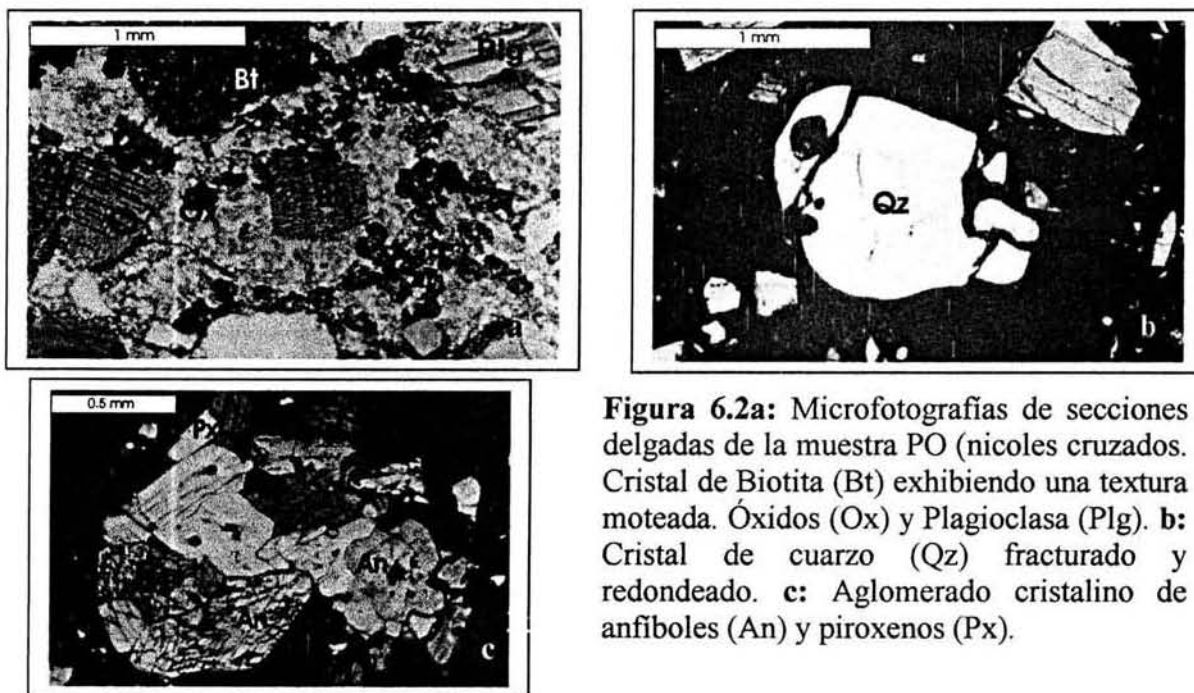 1 mm
Bt
Plg
Ox
a
1 mm
Qz
b
0.5 mm
Px
An
An
c
Figura 6.2a: Microfotografías de secciones
delgadas de la muestra PO (nicoles cruzados.
Cristal de Biotita (Bt) exhibiendo una textura
moteada. Óxidos (Ox) y Plagioclasa (Plg). b:
Cristal de cuarzo (Qz) fracturado y
redondeado. c: Aglomerado cristalino de
anfíboles (An) y piroxenos (Px).